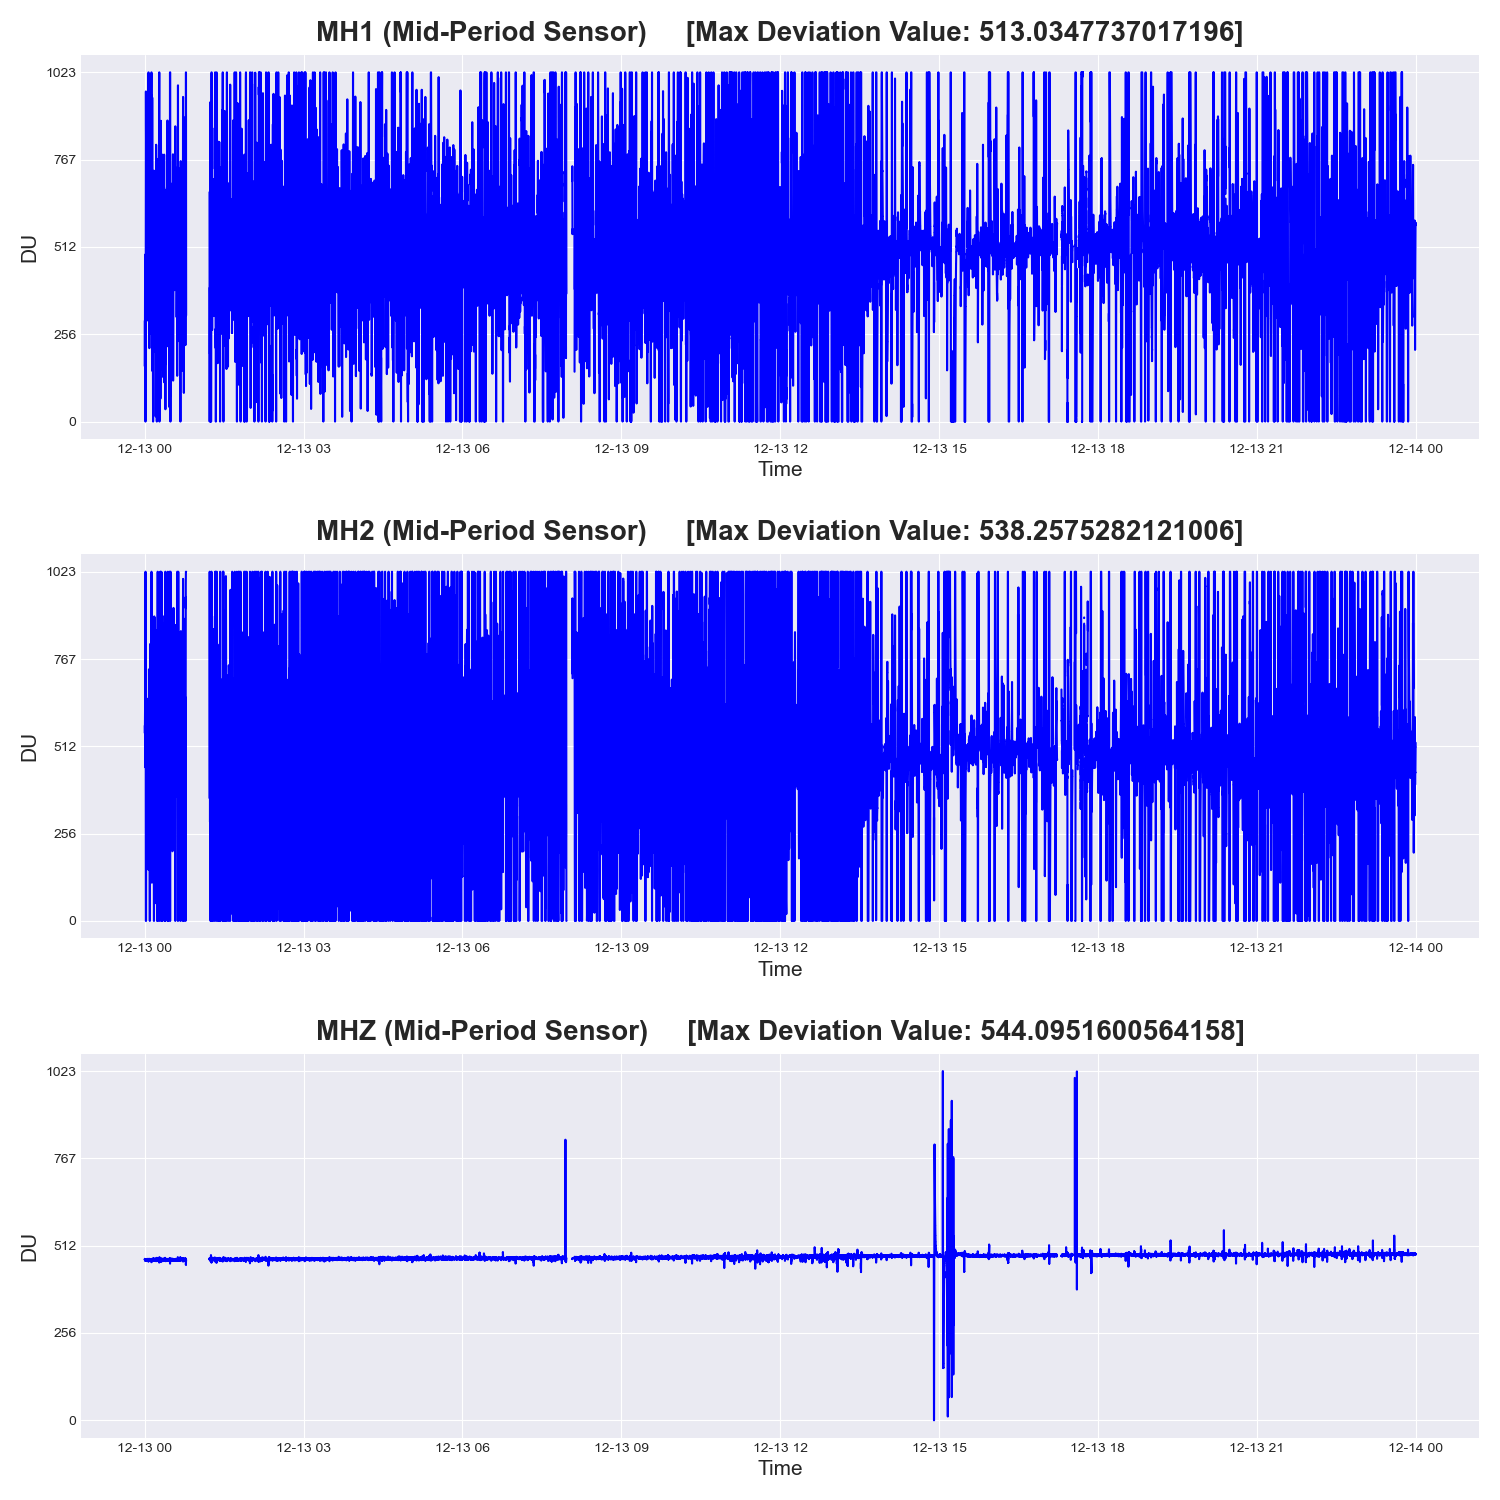 MH1 (Mid-Period Sensor) [Max Deviation Value: 513.0347737017196]
1023
767
512
256
0
DU
12-13 00 12-13 03 12-13 06 12-13 09 12-13 12 12-13 15 12-13 18 12-13 21 12-14 00
Time
MH2 (Mid-Period Sensor) [Max Deviation Value: 538.2575282121006]
1023
767
512
256
0
DU
12-13 00 12-13 03 12-13 06 12-13 09 12-13 12 12-13 15 12-13 18 12-13 21 12-14 00
Time
MHZ (Mid-Period Sensor) [Max Deviation Value: 544.0951600564158]
1023
767
512
256
0
DU
12-13 00 12-13 03 12-13 06 12-13 09 12-13 12 12-13 15 12-13 18 12-13 21 12-14 00
Time